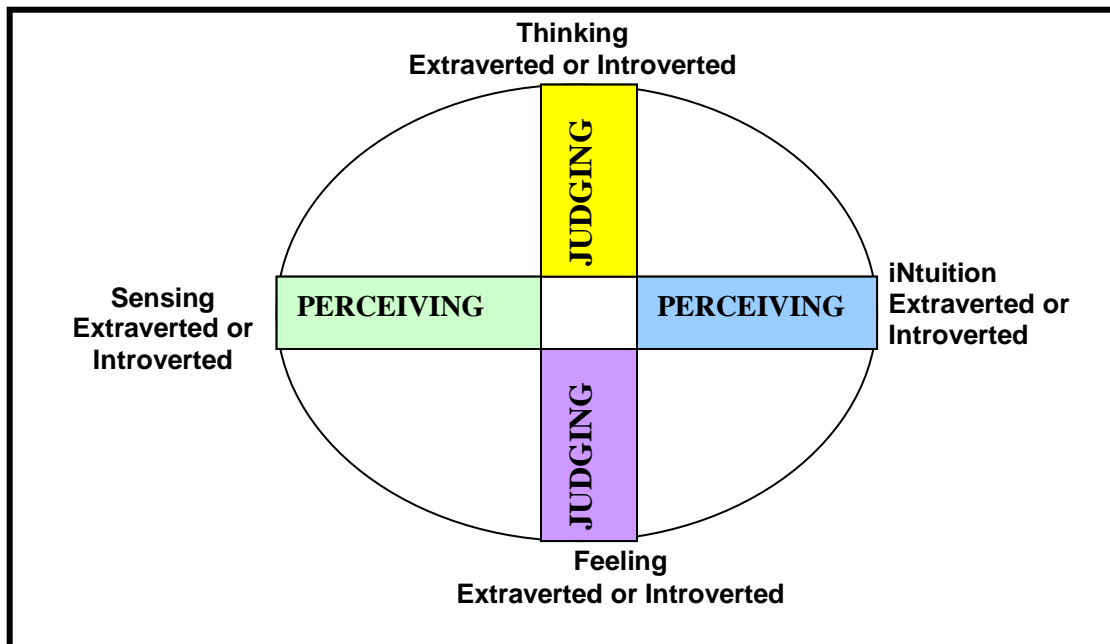 Thinking
Extraverted or Introverted
JUDGING
Sensing
Extraverted or
Introverted
PERCEIVING
PERCEIVING
iNtuition
Extraverted or
Introverted
JUDGING
Feeling
Extraverted or Introverted